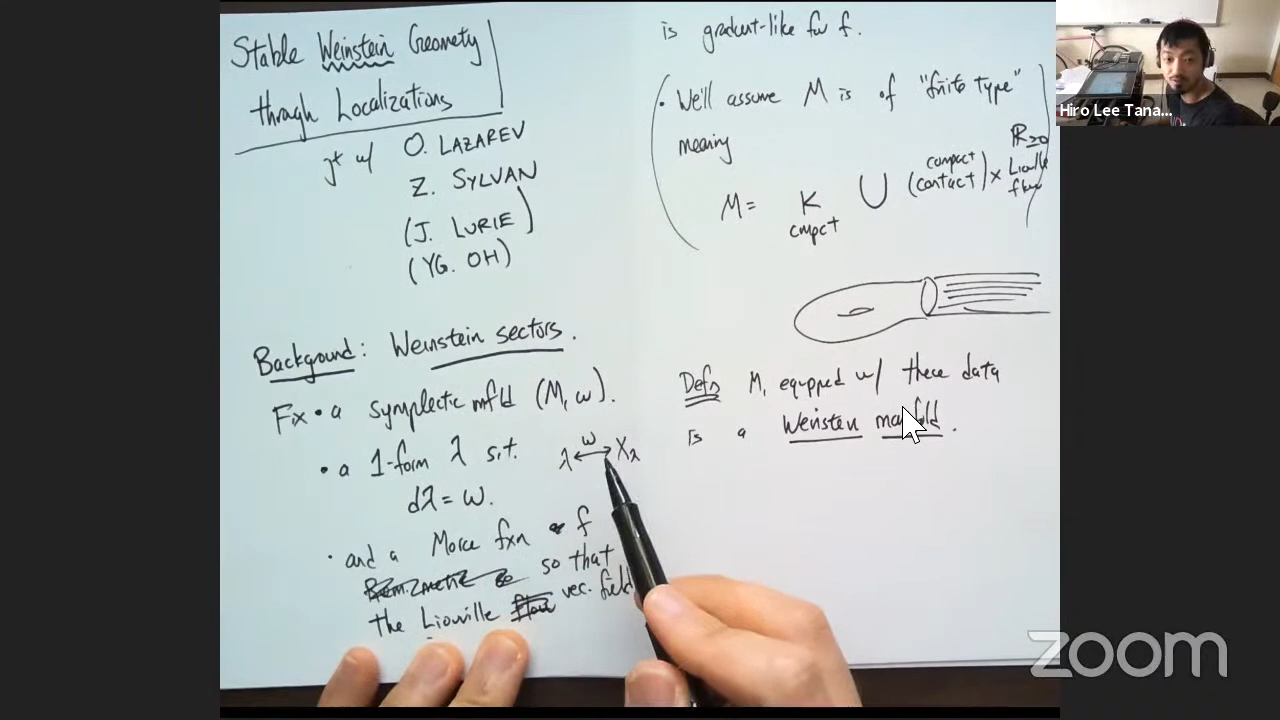 Stable Weinstein Geometry
through Localizations
jt w/ O. LAZAREV
Z. SYLVAN
(J. LURIE)
(YG. OH)
Background: Weinstein sectors.
Fix • a symplectic mfld (M, ω).
• a 1-form λ s.t. λ ↔ Xλ
ω
dλ = ω.
• and a Morse fxn f
so that
the Liouville vec. field
is gradient-like for f.
• We'll assume M is of "finite type"
meaning
M = K ∪ (contact) × R≥0
cmpct
compact
Liouville
flow
Defn M, equipped w/ these data
is a Weinstein manifold.
Hiro Lee Tana...
zoom